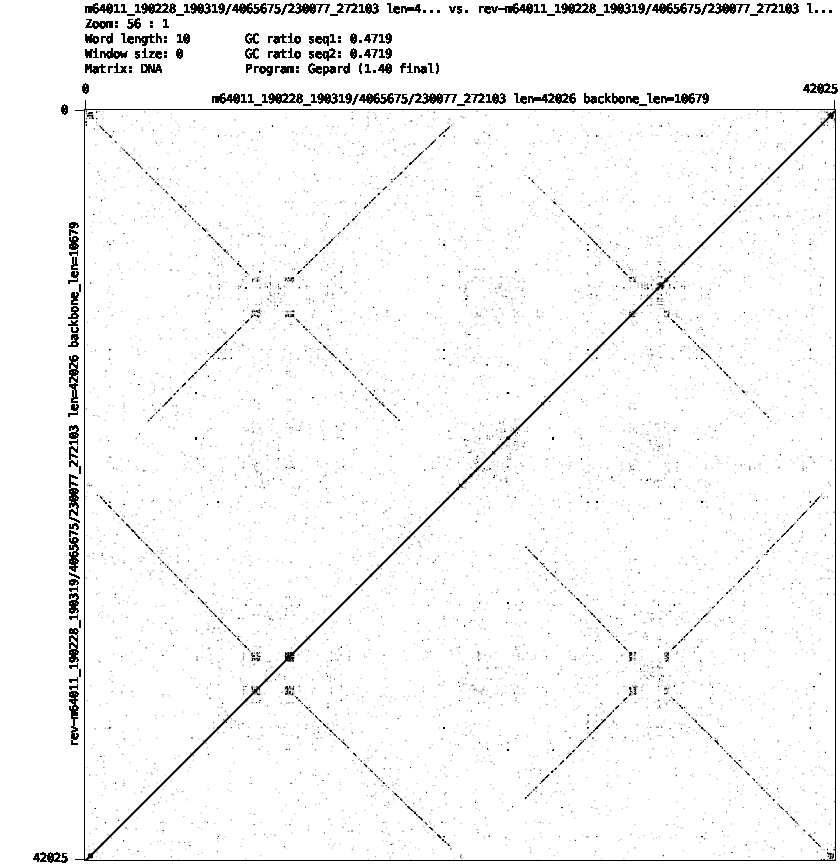 m64011_190228_190319/4065675/230077_272103 len=4... vs. rev-m64011_190228_190319/4065675/230077_272103 l...
Zoom: 56 : 1
Word length: 10 GC ratio seq1: 0.4719
Window size: 0 GC ratio seq2: 0.4719
Matrix: DNA Program: Gepard (1.40 final)
0 42025
m64011_190228_190319/4065675/230077_272103 len=42026 backbone_len=10679
0
rev-m64011_190228_190319/4065675/230077_272103 len=42026 backbone_len=10679
42025